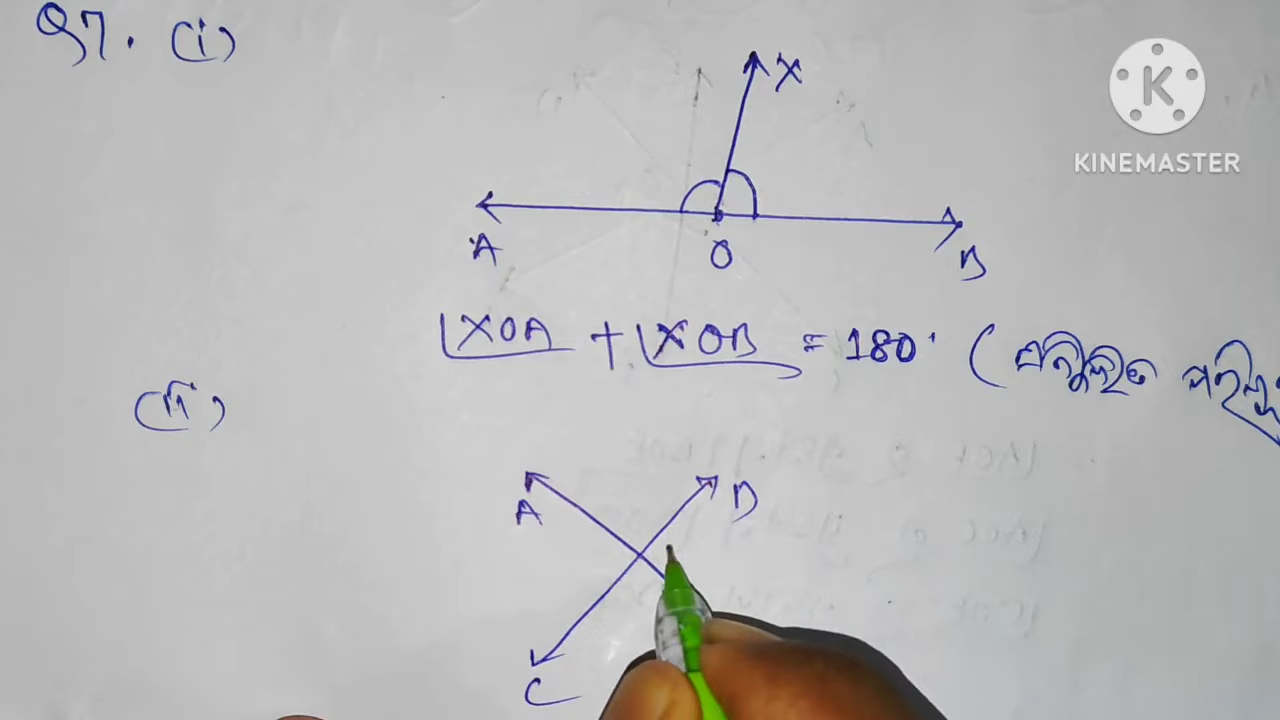 Q7. (i)
X
A
O
B
∠XOA + ∠XOB = 180° (
(ii)
A
D
C
K
KINEMASTER